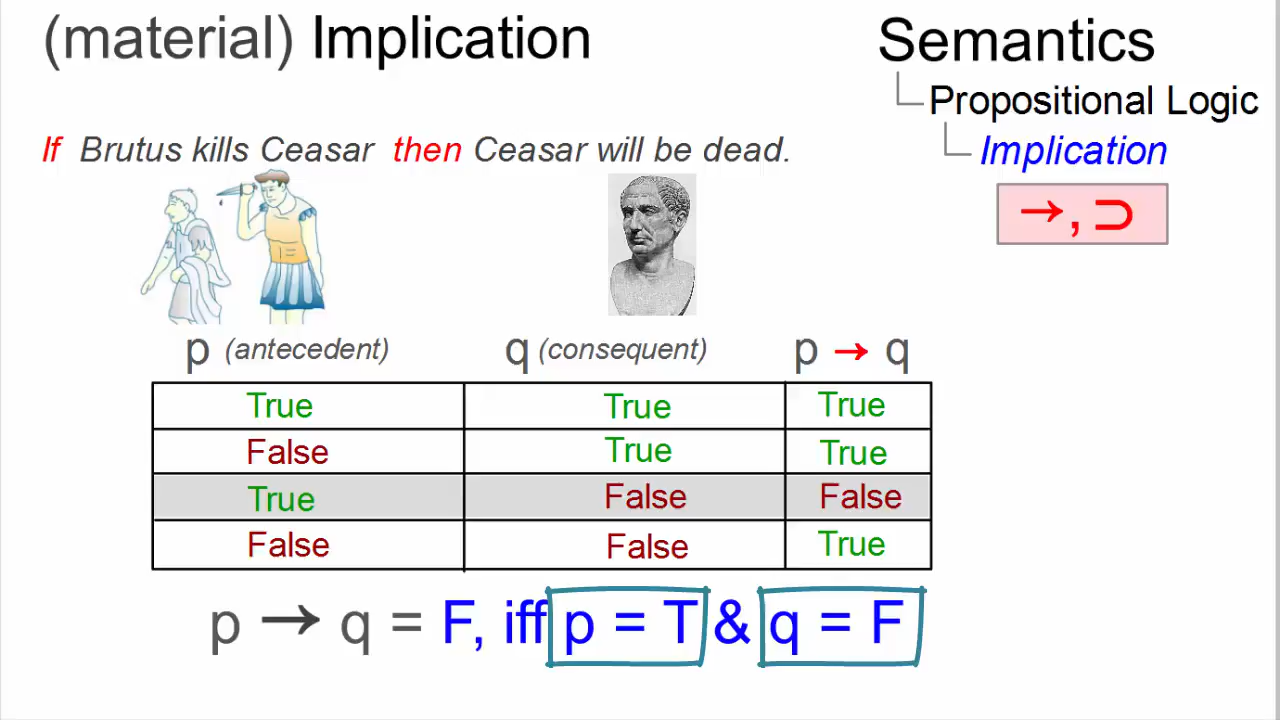 (material) Implication
Semantics
Propositional Logic
Implication
→, ⊃
If Brutus kills Ceasar then Ceasar will be dead.
p (antecedent) q (consequent) p → q
True True True
False True True
True False False
False False True
p → q = F, iff p = T & q = F